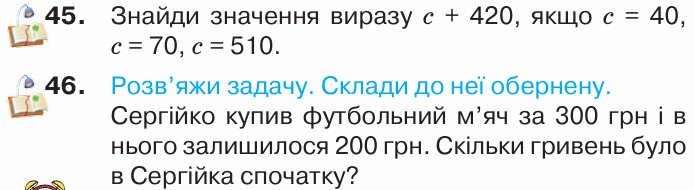 45. Знайди значення виразу c + 420, якщо c = 40,
c = 70, c = 510.
46. Розв’яжи задачу. Склади до неї обернену.
Сергійко купив футбольний м’яч за 300 грн і в
нього залишилося 200 грн. Скільки гривень було
в Сергійка спочатку?